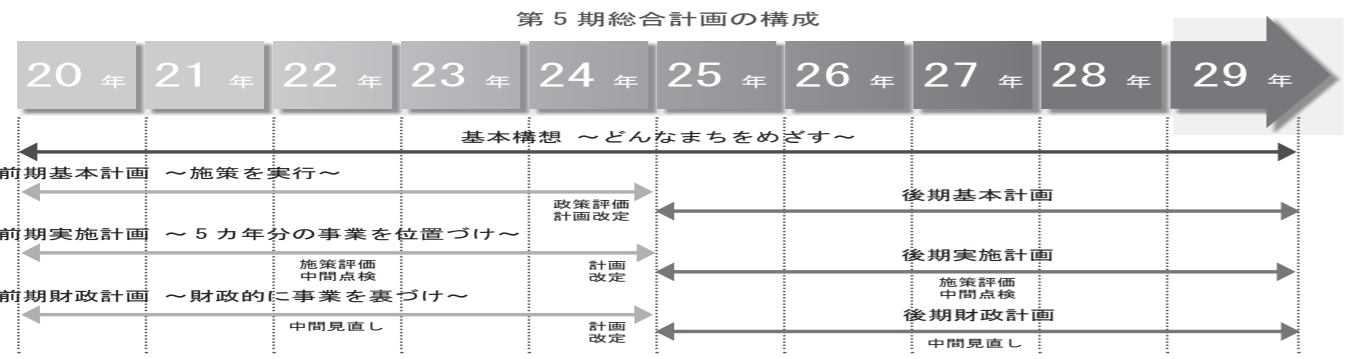 第５期総合計画の構成
20 年 21 年 22 年 23 年 24 年 25 年 26 年 27 年 28 年 29 年
基本構想 ～どんなまちをめざす～
前期基本計画 ～施策を実行～
政策評価
計画改定
後期基本計画
前期実施計画 ～５カ年分の事業を位置づけ～
施策評価
中間点検
計画
改定
後期実施計画
施策評価
中間点検
前期財政計画 ～財政的に事業を裏づけ～
中間見直し
計画
改定
後期財政計画
中間見直し